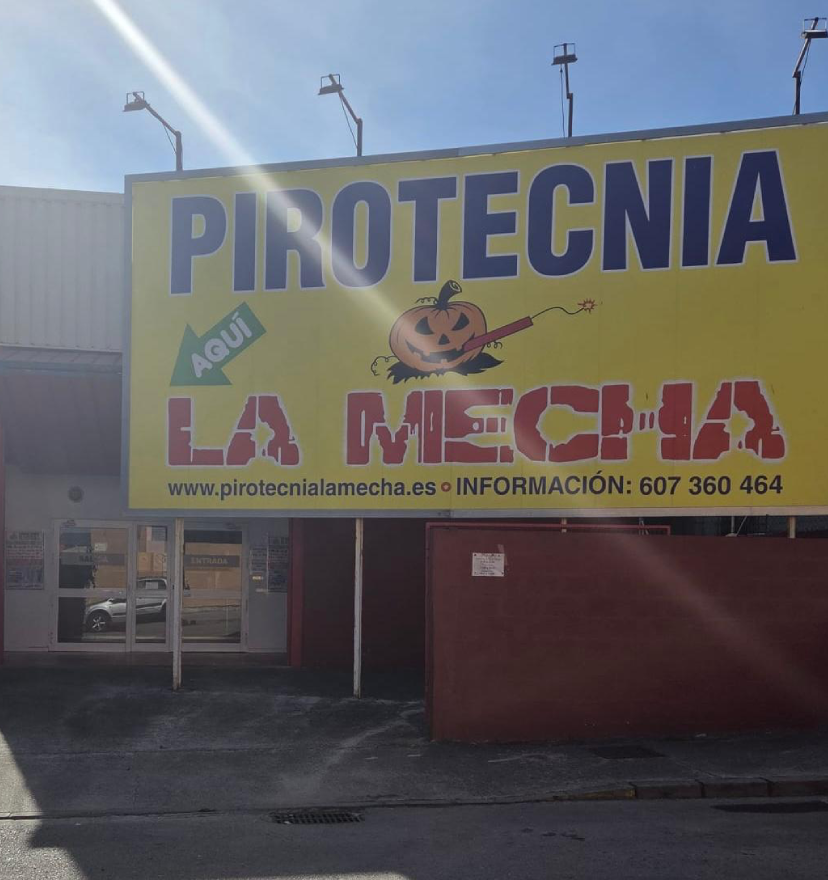 PIROTECNIA
AQUÍ
LA MECHA
www.pirotecnialamecha.es • INFORMACIÓN: 607 360 464
ENTRADA